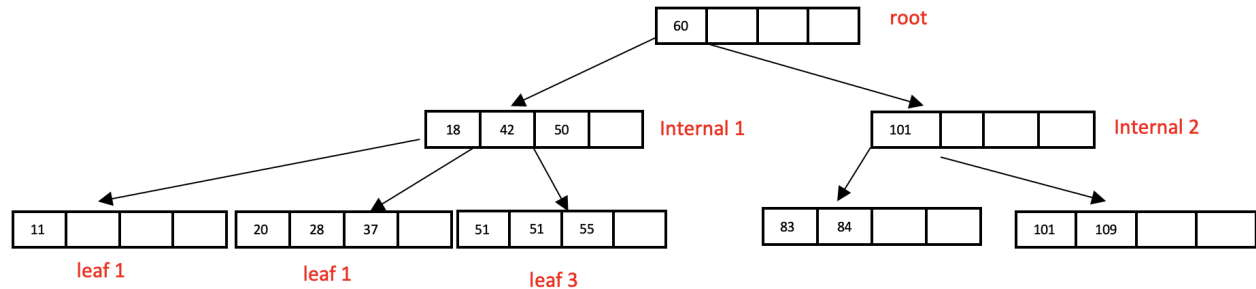 60 root
18 42 50 Internal 1
101 Internal 2
11 20 28 37 51 51 55 83 84 101 109
leaf 1 leaf 1 leaf 3